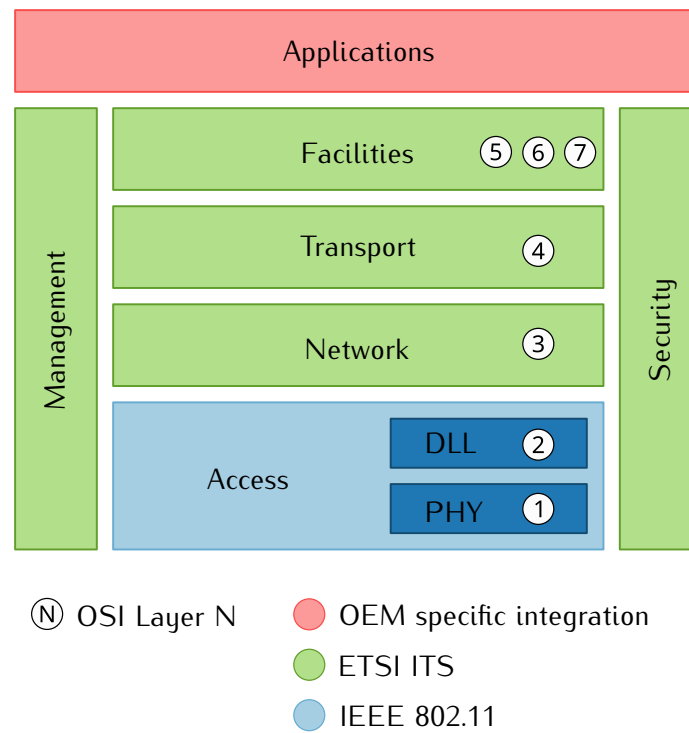 Applications
Facilities 5 6 7
Transport 4
Network 3
Management
Security
Access
DLL 2
PHY 1
N OSI Layer N
OEM specific integration
ETSI ITS
IEEE 802.11